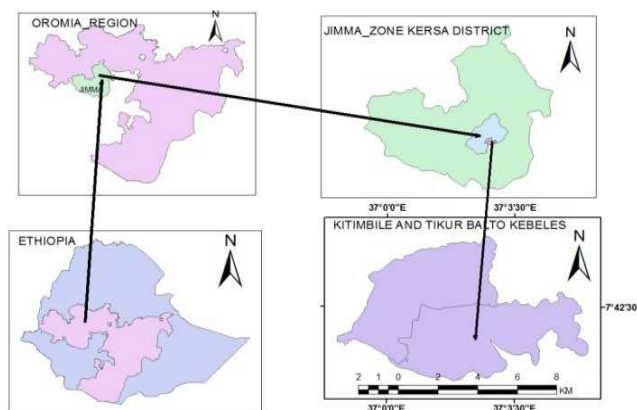 OROMIA_REGION
N
JIMMA
JIMMA_ZONE KERSA DISTRICT
N
37°0'0"E 37°3'30"E
ETHIOPIA
N
KITIMBILE AND TIKUR BALTO KEBELES
N
7°42'30
2 1 0 2 4 6 8
KM
37°0'0"E 37°3'30"E